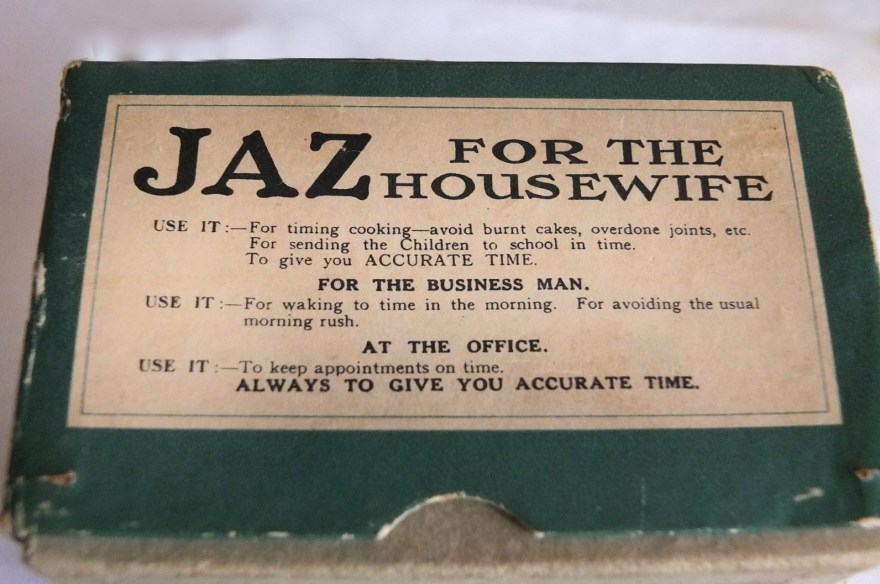 JAZ FOR THE HOUSEWIFE
USE IT :—For timing cooking—avoid burnt cakes, overdone joints, etc.
For sending the Children to school in time.
To give you ACCURATE TIME.
FOR THE BUSINESS MAN.
USE IT :—For waking to time in the morning. For avoiding the usual
morning rush.
AT THE OFFICE.
USE IT :—To keep appointments on time.
ALWAYS TO GIVE YOU ACCURATE TIME.